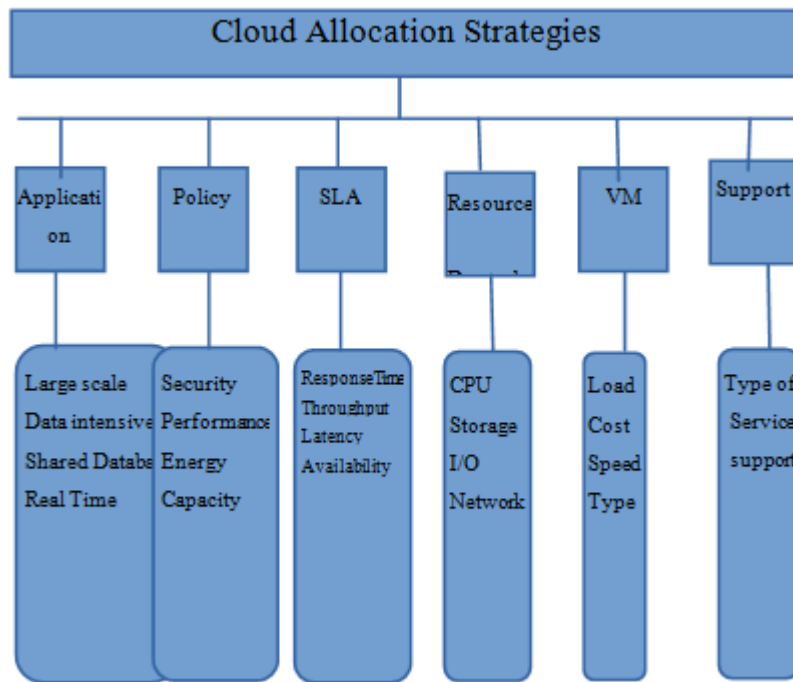 Cloud Allocation Strategies
Applicati
on
Policy
SLA
Resource
VM
Support
Large scale
Data intensive
Shared Databa
Real Time
Security
Performance
Energy
Capacity
ResponseTime
Throughput
Latency
Availability
CPU
Storage
I/O
Network
Load
Cost
Speed
Type
Type of
Service
support